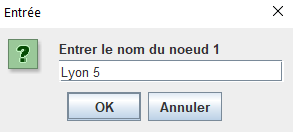 Entrée
Entrer le nom du noeud 1
Lyon 5
OK
Annuler